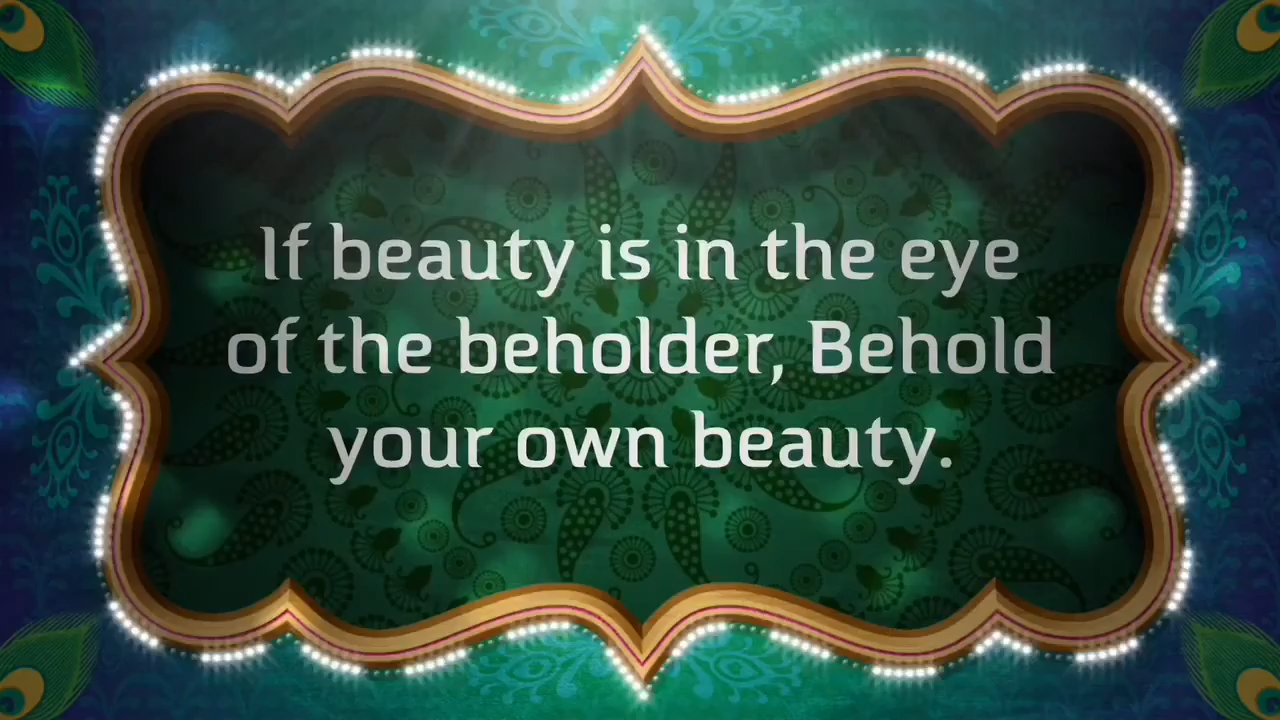 If beauty is in the eye
of the beholder, Behold
your own beauty.